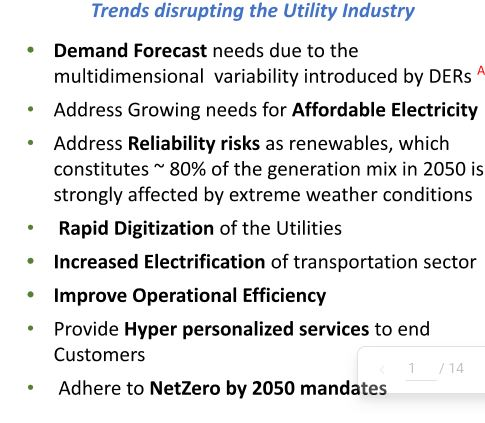 Trends disrupting the Utility Industry
• Demand Forecast needs due to the
multidimensional variability introduced by DERs A
• Address Growing needs for Affordable Electricity
• Address Reliability risks as renewables, which
constitutes ~ 80% of the generation mix in 2050 is
strongly affected by extreme weather conditions
• Rapid Digitization of the Utilities
• Increased Electrification of transportation sector
• Improve Operational Efficiency
• Provide Hyper personalized services to end
Customers
• Adhere to NetZero by 2050 mandates
1 / 14